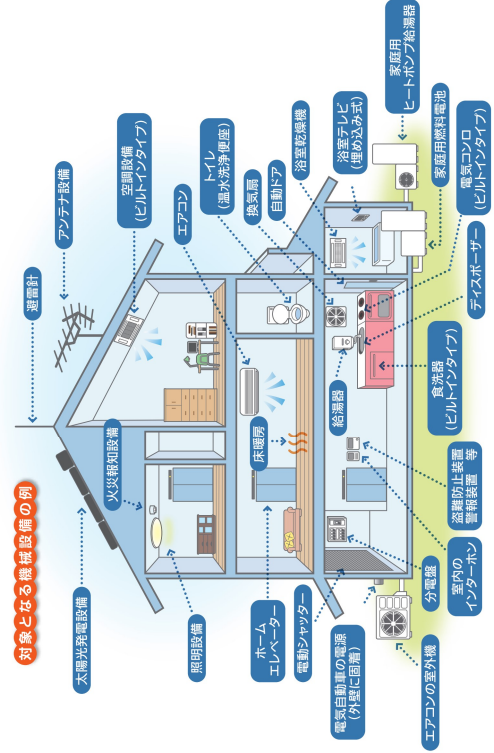 対象となる機械設備の例
避雷針
アンテナ設備
空調設備
(ビルトインタイプ)
エアコン
トイレ
(温水洗浄便座)
換気扇
自動ドア
浴室乾燥機
浴室テレビ
(埋め込み式)
家庭用
ヒートポンプ給湯器
太陽光発電設備
火災報知設備
照明設備
床暖房
ホーム
エレベーター
給湯器
電動シャッター
電気自動車の電源
(外壁に固着)
エアコンの室外機
分電盤
室内の
インターホン
盗難防止装置
警報装置 等
食洗器
(ビルトインタイプ)
ディスポーザー
電気コンロ
(ビルトインタイプ)
家庭用燃料電池